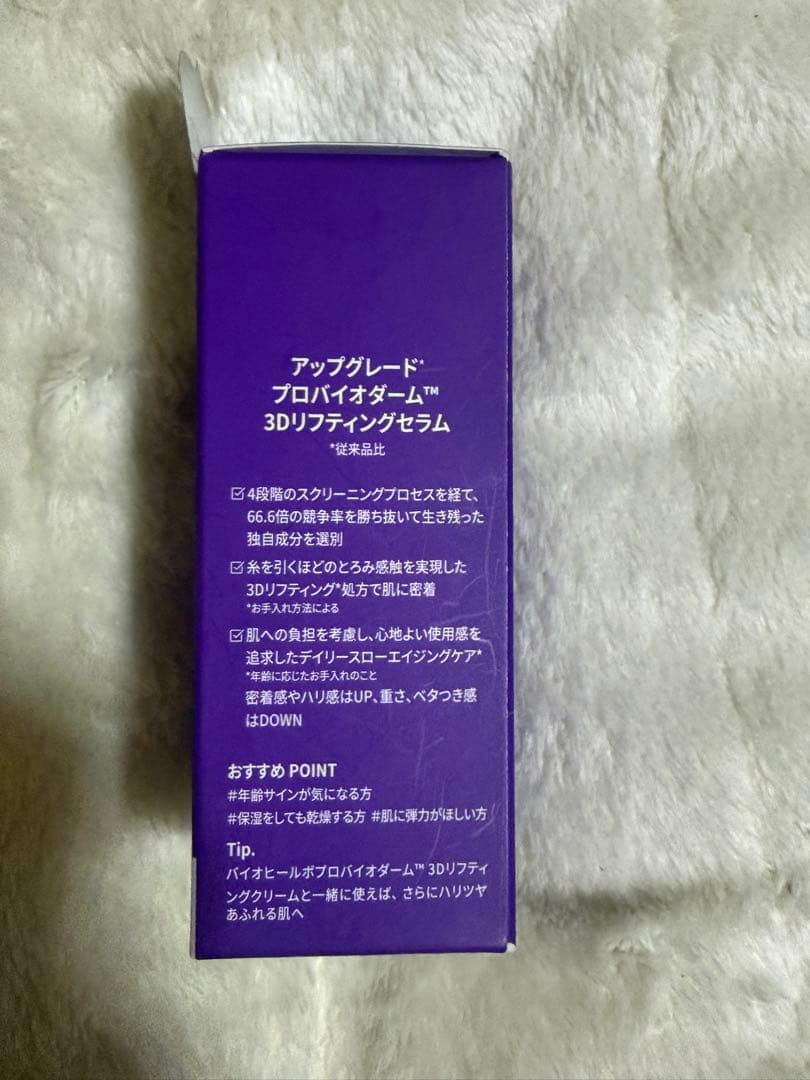 アップグレード*
プロバイオダーム™
3Dリフティングセラム
*従来品比
☑4段階のスクリーニングプロセスを経て、
66.6倍の競争率を勝ち抜いて生き残った
独自成分を選別
☑糸を引くほどのとろみ感触を実現した
3Dリフティング*処方で肌に密着
*お手入れ方法による
☑肌への負担を考慮し、心地よい使用感を
追求したデイリースローエイジングケア*
*年齢に応じたお手入れのこと
密着感やハリ感はUP、重さ、ベタつき感
はDOWN
おすすめ POINT
#年齢サインが気になる方
#保湿をしても乾燥する方 #肌に弾力がほしい方
Tip.
バイオヒールボプロバイオダーム™ 3Dリフティ
ングクリームと一緒に使えば、さらにハリツヤ
あふれる肌へ